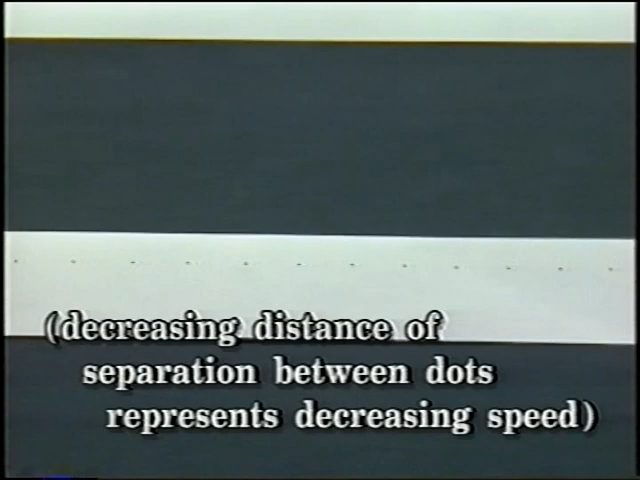 (decreasing distance of
separation between dots
represents decreasing speed)